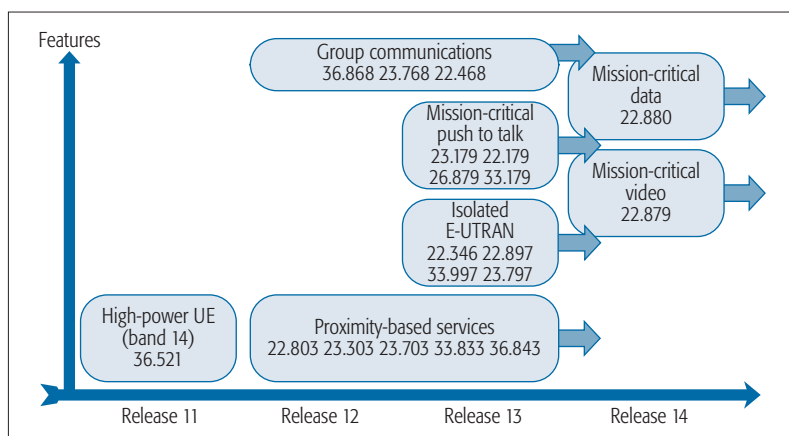 Features
Group communications
36.868 23.768 22.468
Mission-critical
data
22.880
Mission-critical
push to talk
23.179 22.179
26.879 33.179
Mission-critical
video
22.879
Isolated
E-UTRAN
22.346 22.897
33.997 23.797
High-power UE
(band 14)
36.521
Proximity-based services
22.803 23.303 23.703 33.833 36.843
Release 11
Release 12
Release 13
Release 14